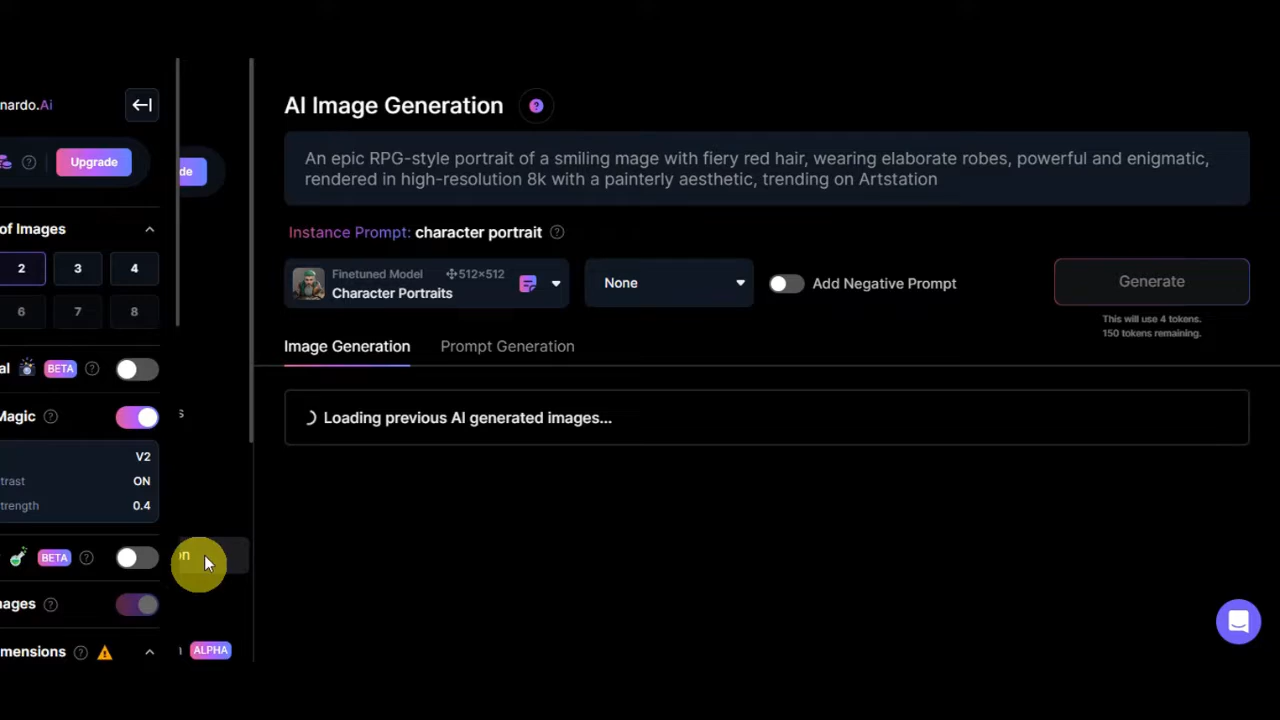 nardo.Ai
Upgrade
de
of Images
2
3
4
6
7
8
al
BETA
Magic
V2
trast
ON
trength
0.4
BETA
mages
mensions
s
on
ALPHA
AI Image Generation
An epic RPG-style portrait of a smiling mage with fiery red hair, wearing elaborate robes, powerful and enigmatic,
rendered in high-resolution 8k with a painterly aesthetic, trending on Artstation
Instance Prompt: character portrait
Finetuned Model
512×512
Character Portraits
None
Add Negative Prompt
Generate
This will use 4 tokens.
150 tokens remaining.
Image Generation
Prompt Generation
Loading previous AI generated images...